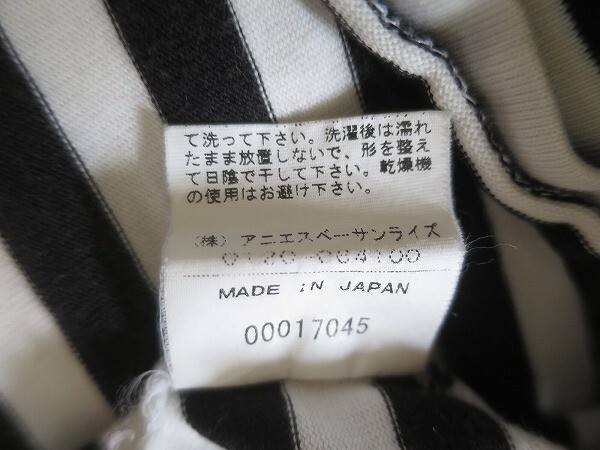 て洗って下さい。洗濯後は濡れ
たまま放置しないで、形を整え
て日陰で干して下さい。乾燥機
の使用はお避け下さい。
(株) アニエスベーサンライズ
MADE IN JAPAN
00017045